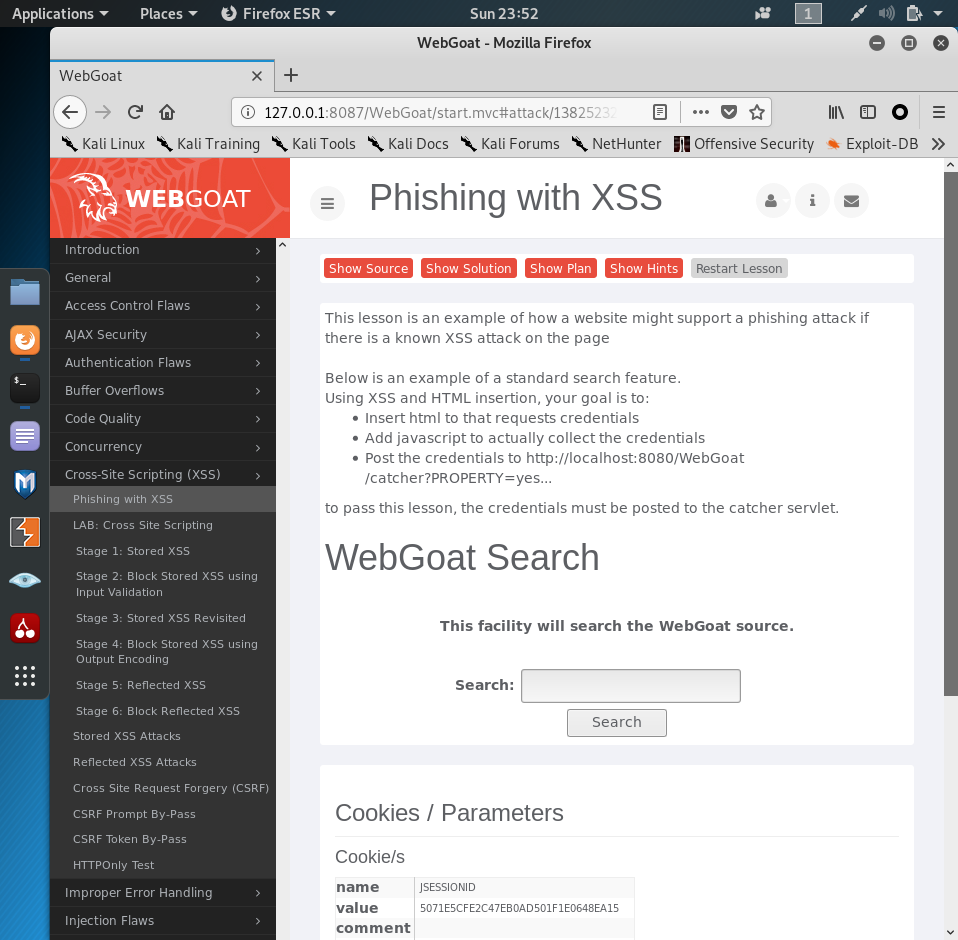 Applications Places Firefox ESR Sun 23:52 1
WebGoat - Mozilla Firefox
WebGoat
127.0.0.1:8087/WebGoat/start.mvc#attack/13825232
Kali Linux Kali Training Kali Tools Kali Docs Kali Forums NetHunter Offensive Security Exploit-DB
WEBGOAT
Phishing with XSS
Introduction
General
Access Control Flaws
AJAX Security
Authentication Flaws
Buffer Overflows
Code Quality
Concurrency
Cross-Site Scripting (XSS)
Phishing with XSS
LAB: Cross Site Scripting
Stage 1: Stored XSS
Stage 2: Block Stored XSS using
Input Validation
Stage 3: Stored XSS Revisited
Stage 4: Block Stored XSS using
Output Encoding
Stage 5: Reflected XSS
Stage 6: Block Reflected XSS
Stored XSS Attacks
Reflected XSS Attacks
Cross Site Request Forgery (CSRF)
CSRF Prompt By-Pass
CSRF Token By-Pass
HTTPOnly Test
Improper Error Handling
Injection Flaws
Show Source Show Solution Show Plan Show Hints Restart Lesson
This lesson is an example of how a website might support a phishing attack if
there is a known XSS attack on the page
Below is an example of a standard search feature.
Using XSS and HTML insertion, your goal is to:
• Insert html to that requests credentials
• Add javascript to actually collect the credentials
• Post the credentials to http://localhost:8080/WebGoat
/catcher?PROPERTY=yes...
to pass this lesson, the credentials must be posted to the catcher servlet.
WebGoat Search
This facility will search the WebGoat source.
Search:
Search
Cookies / Parameters
Cookie/s
name JSESSIONID
value 5071E5CFE2C47EB0AD501F1E0648EA15
comment